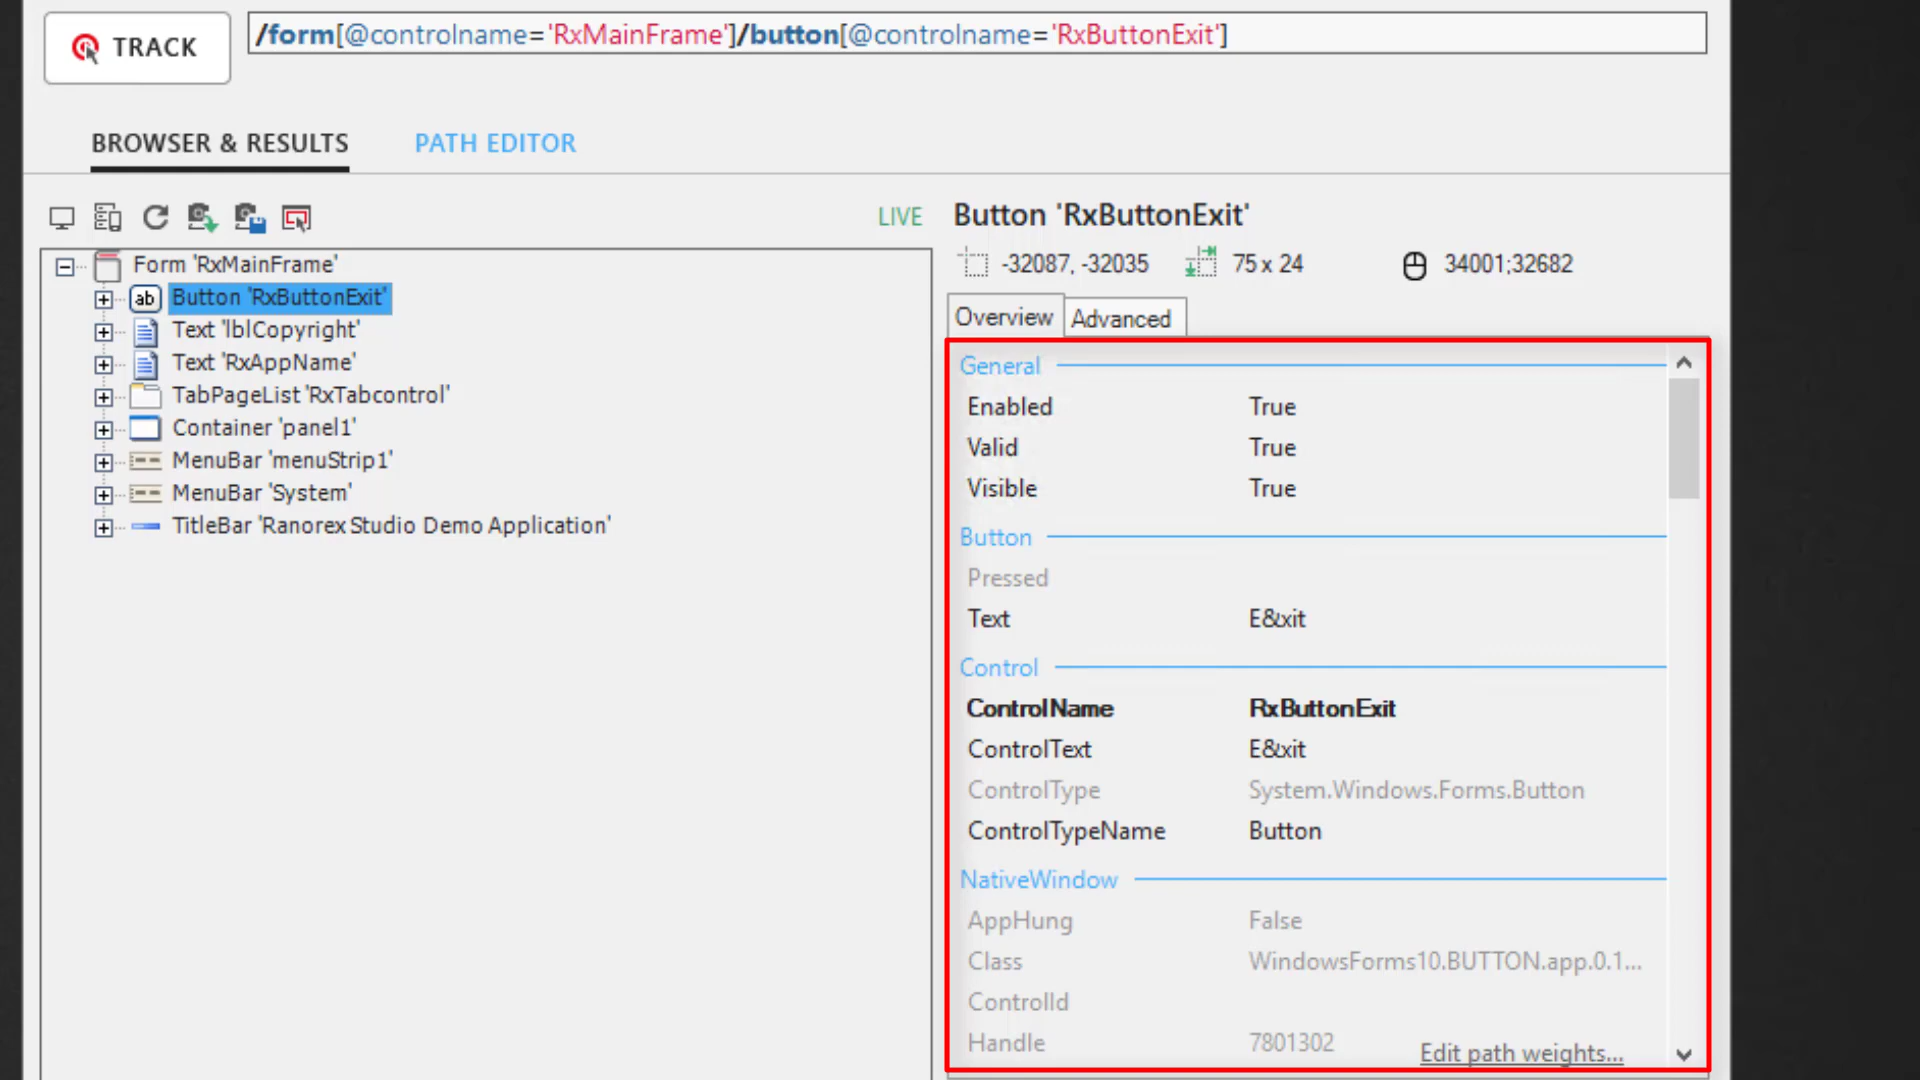 TRACK
/form[@controlname='RxMainFrame']/button[@controlname='RxButtonExit']
BROWSER & RESULTS
PATH EDITOR
LIVE
Form 'RxMainFrame'
ab
Button 'RxButtonExit'
Text 'lblCopyright'
Text 'RxAppName'
TabPageList 'RxTabcontrol'
Container 'panel1'
MenuBar 'menuStrip1'
MenuBar 'System'
TitleBar 'Ranorex Studio Demo Application'
Button 'RxButtonExit'
-32087, -32035
75 x 24
34001;32682
Overview
Advanced
General
Enabled True
Valid True
Visible True
Button
Pressed
Text E&xit
Control
ControlName RxButtonExit
ControlText E&xit
ControlType System.Windows.Forms.Button
ControlTypeName Button
NativeWindow
AppHung False
Class WindowsForms10.BUTTON.app.0.1...
ControlId
Handle 7801302
Edit path weights...